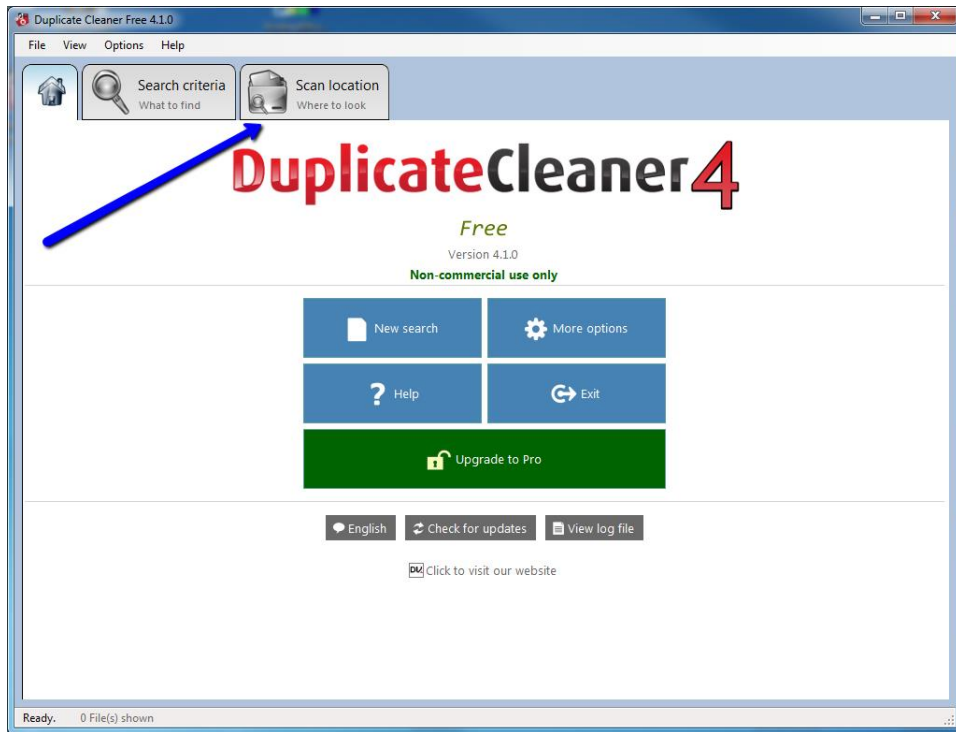 Duplicate Cleaner Free 4.1.0
File View Options Help
Search criteria
What to find
Scan location
Where to look
DuplicateCleaner4
Free
Version 4.1.0
Non-commercial use only
New search
More options
? Help
Exit
Upgrade to Pro
English
Check for updates
View log file
DV Click to visit our website
Ready. 0 File(s) shown